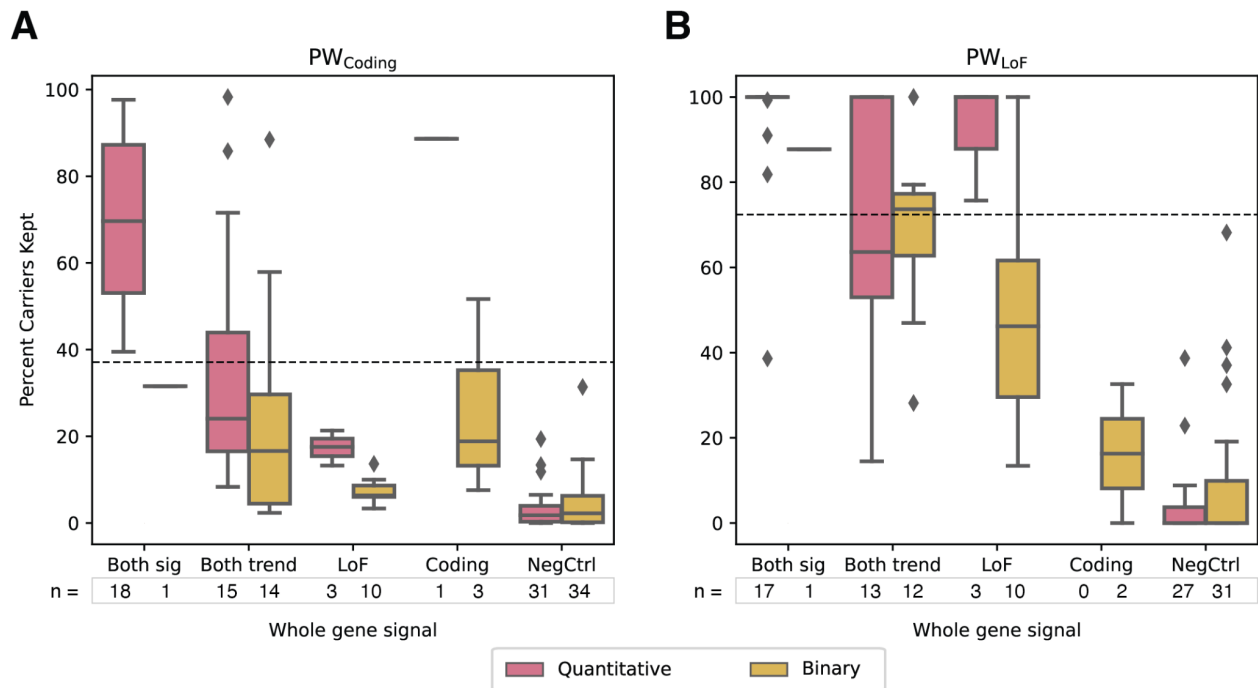 A
B
PW_Coding
PW_LoF
Percent Carriers Kept
100
80
60
40
20
0
100
80
60
40
20
0
Both sig Both trend LoF Coding NegCtrl
n = 18 1 15 14 3 10 1 3 31 34
Whole gene signal
Both sig Both trend LoF Coding NegCtrl
n = 17 1 13 12 3 10 0 2 27 31
Whole gene signal
Quantitative Binary